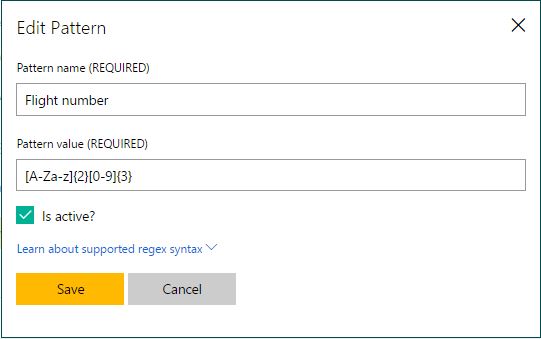 Edit Pattern
Pattern name (REQUIRED)
Flight number
Pattern value (REQUIRED)
[A-Za-z]{2}[0-9]{3}
Is active?
Learn about supported regex syntax
Save Cancel